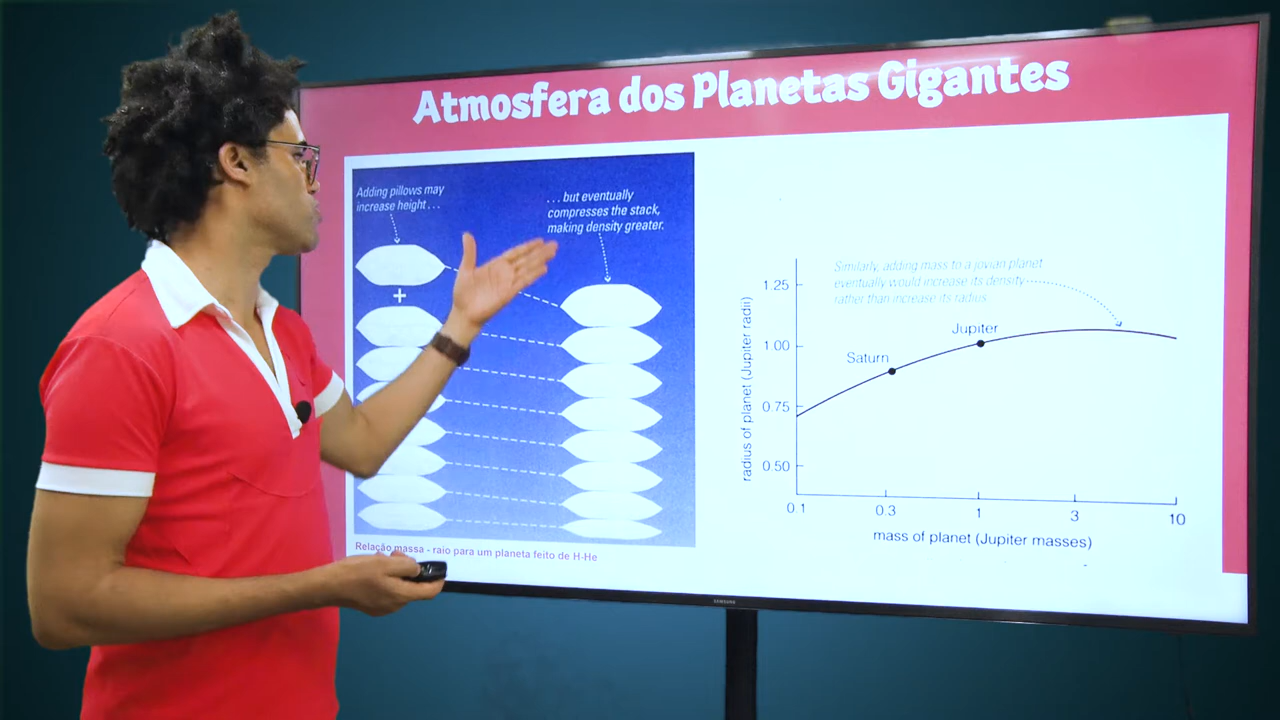 Atmosfera dos Planetas Gigantes
Adding pillows may
increase height . . .
. . . but eventually
compresses the stack,
making density greater.
+
Relação massa - raio para um planeta feito de H-He
Similarly, adding mass to a jovian planet
eventually would increase its density
rather than increase its radius
radius of planet (Jupiter radii)
1.25
1.00
0.75
0.50
Jupiter
Saturn
0.1 0.3 1 3 10
mass of planet (Jupiter masses)
SAMSUNG